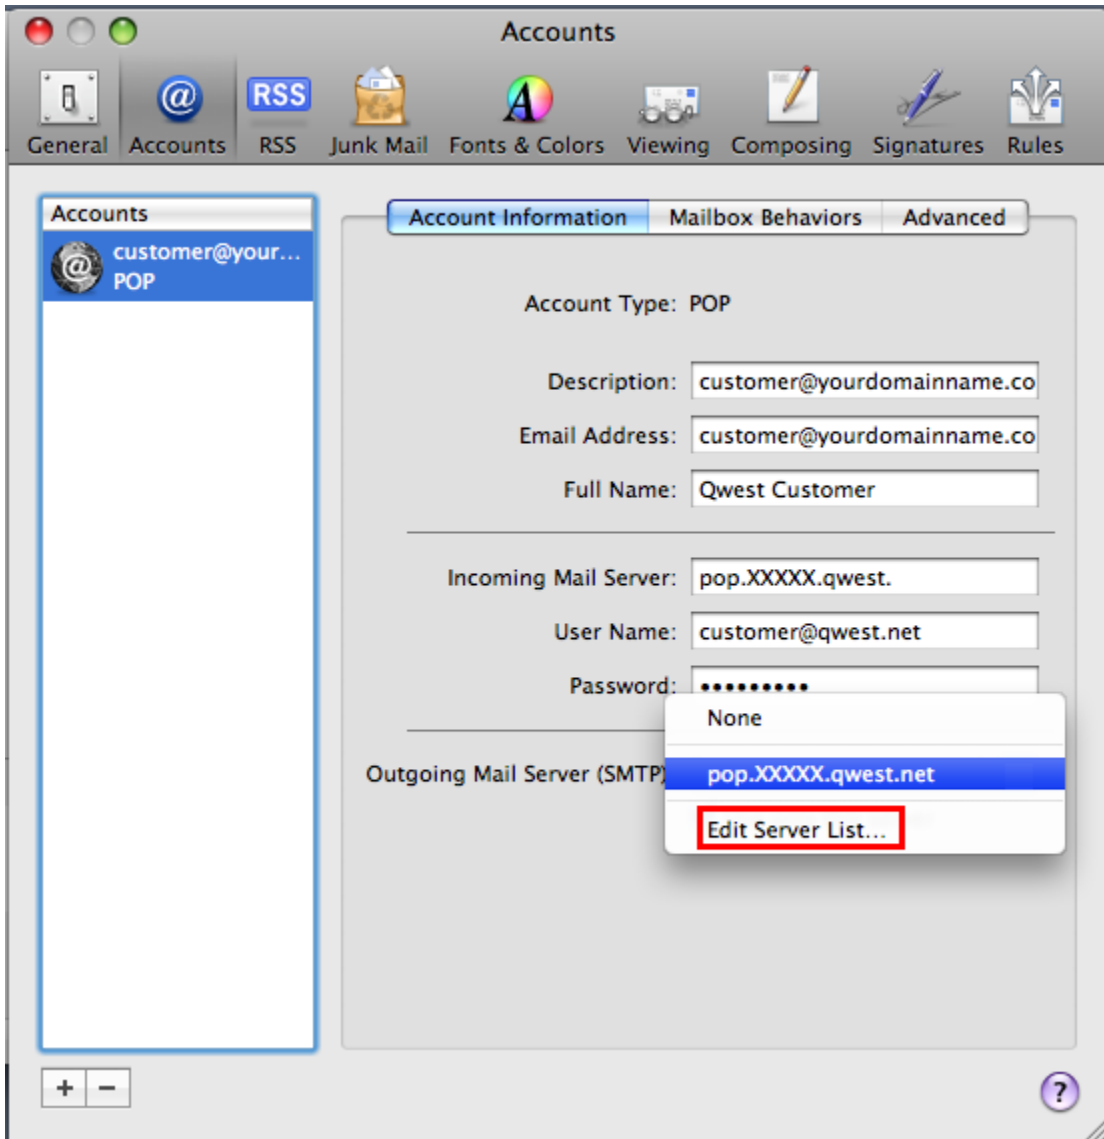 Accounts
General Accounts RSS Junk Mail Fonts & Colors Viewing Composing Signatures Rules
RSS
Accounts
customer@your...
POP
Account Information Mailbox Behaviors Advanced
Account Type: POP
Description: customer@yourdomainname.co
Email Address: customer@yourdomainname.co
Full Name: Qwest Customer
Incoming Mail Server: pop.XXXXX.qwest.
User Name: customer@qwest.net
Password: •••••••••
None
Outgoing Mail Server (SMTP) pop.XXXXX.qwest.net
Edit Server List...
+ −
?